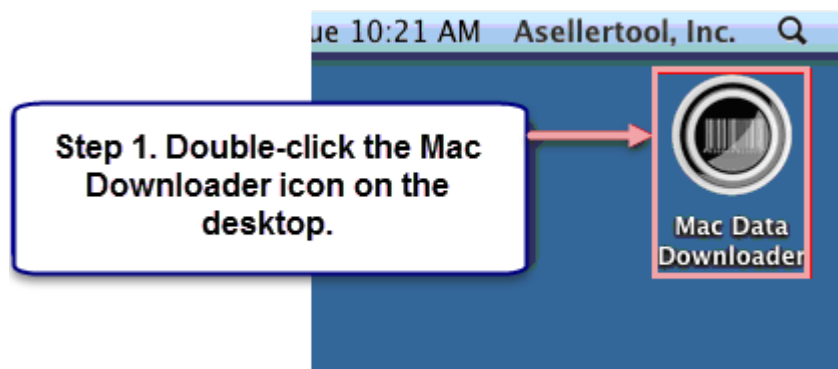 ue 10:21 AM Asellertool, Inc.
Step 1. Double-click the Mac
Downloader icon on the
desktop.
Mac Data
Downloader